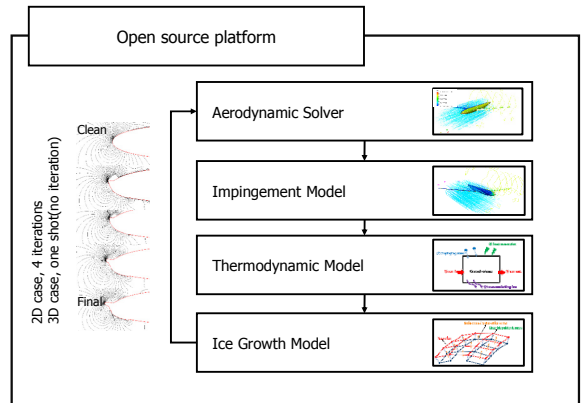 Open source platform
Clean
Final
2D case, 4 iterations
3D case, one shot(no iteration)
Aerodynamic Solver
Impingement Model
Thermodynamic Model
Ice Growth Model